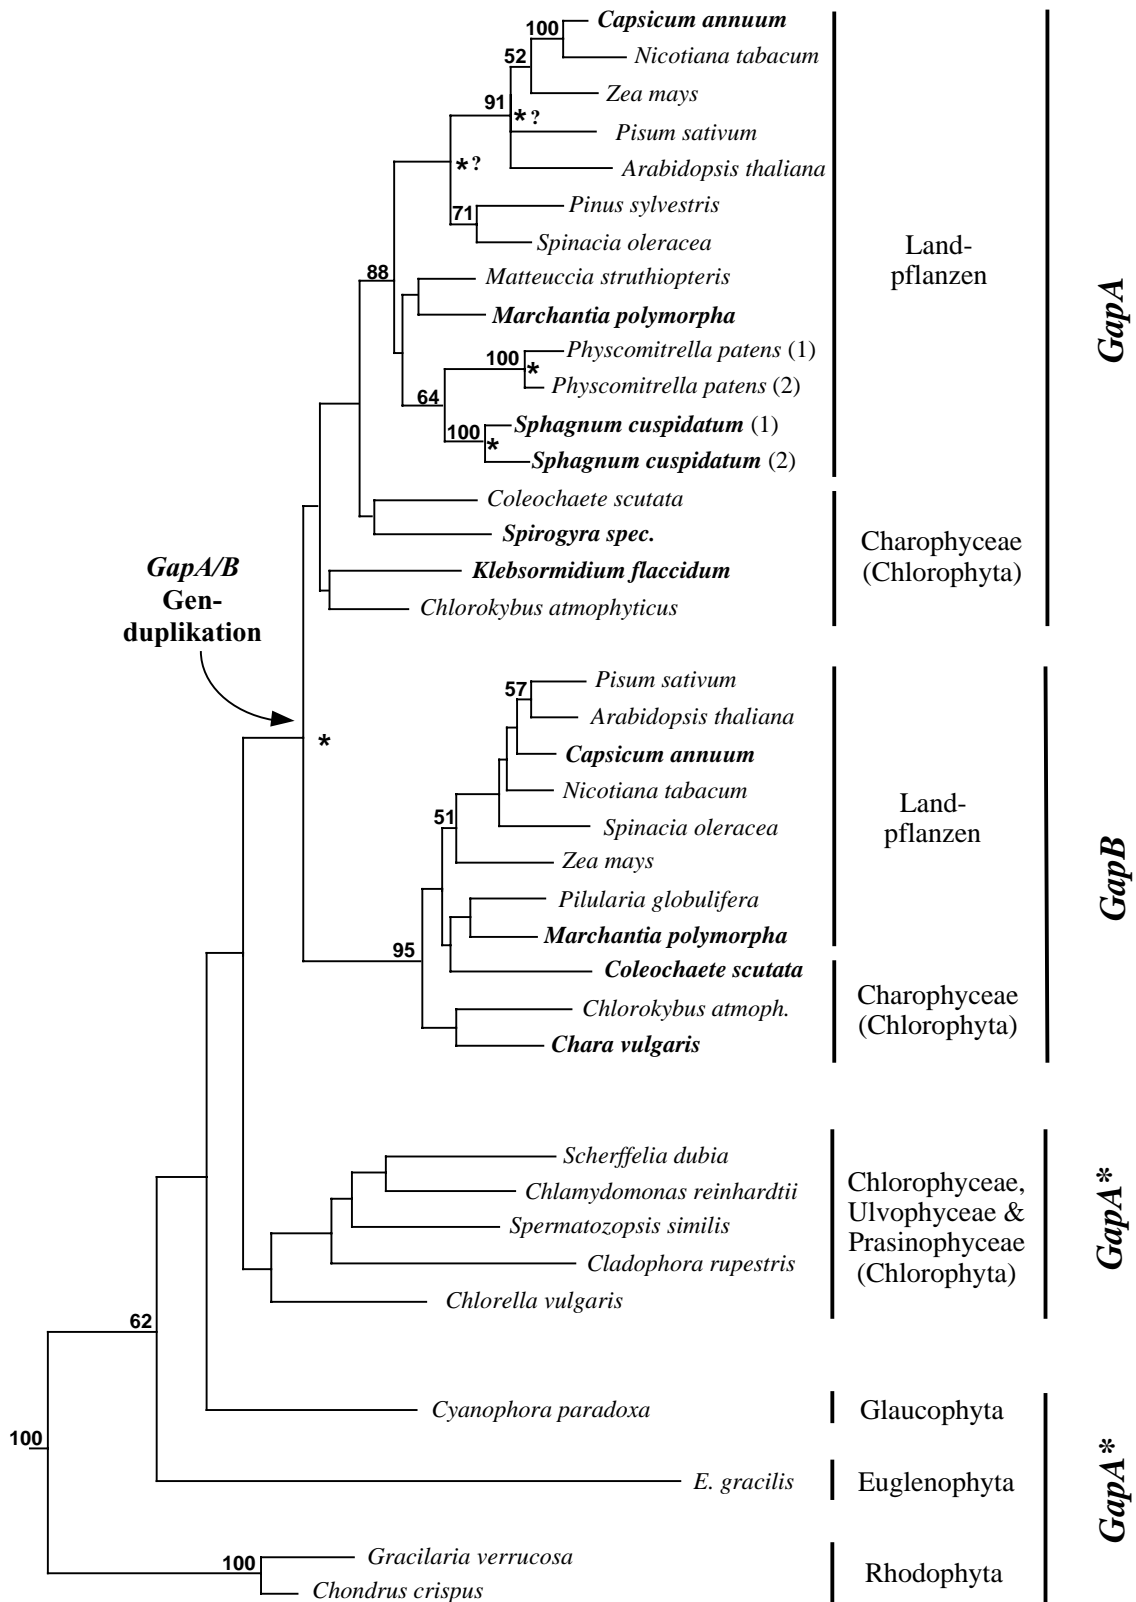 100
Capsicum annuum
52
Nicotiana tabacum
91
Zea mays
*?
Pisum sativum
*?
Arabidopsis thaliana
71
Pinus sylvestris
Spinacia oleracea
88
Matteuccia struthiopteris
Marchantia polymorpha
100
Physcomitrella patens (1)
*
Physcomitrella patens (2)
64
100
Sphagnum cuspidatum (1)
*
Sphagnum cuspidatum (2)
Land-
pflanzen
Coleochaete scutata
Spirogyra spec.
Klebsormidium flaccidum
Chlorokybus atmophyticus
Charophyceae
(Chlorophyta)
GapA
GapA/B
Gen-
duplikation
*
57
Pisum sativum
Arabidopsis thaliana
Capsicum annuum
Nicotiana tabacum
51
Spinacia oleracea
Zea mays
Pilularia globulifera
Marchantia polymorpha
Land-
pflanzen
95
Coleochaete scutata
Chlorokybus atmoph.
Chara vulgaris
Charophyceae
(Chlorophyta)
GapB
Scherffelia dubia
Chlamydomonas reinhardtii
Spermatozopsis similis
Cladophora rupestris
Chlorella vulgaris
Chlorophyceae,
Ulvophyceae &
Prasinophyceae
(Chlorophyta)
GapA*
62
Cyanophora paradoxa
Glaucophyta
100
E. gracilis
Euglenophyta
100
Gracilaria verrucosa
Chondrus crispus
Rhodophyta
GapA*